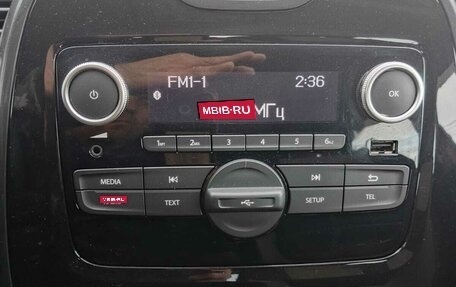 FM1-1 2:36
MBIB.RU МГц
OK
1 2 3 4 5 6
MEDIA TEL
TEXT SETUP